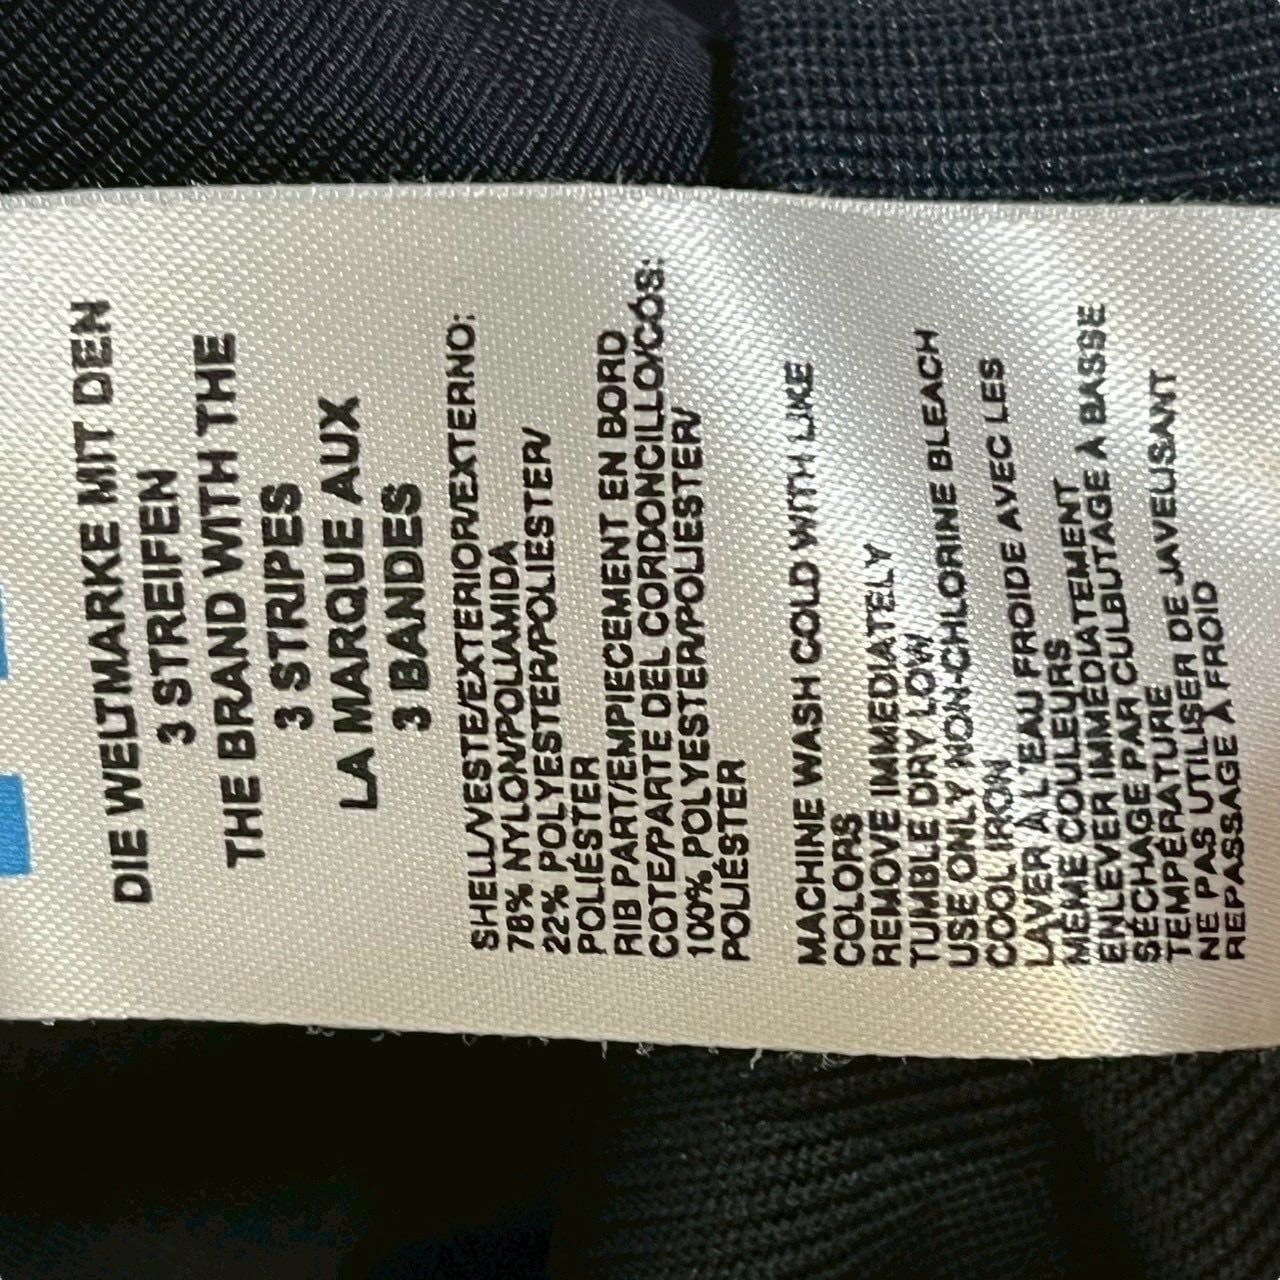 DIE WELTMARKE MIT DEN
3 STREIFEN
THE BRAND WITH THE
3 STRIPES
LA MARQUE AUX
3 BANDES
SHELL/VESTE/EXTERIOR/EXTERNO:
78% NYLON/POLIAMIDA
22% POLYESTER/POLIESTER/
POLIÉSTER
RIB PART/EMPIECEMENT EN BORD
COTE/PARTE DEL CORDONCILLO/CÓS:
100% POLYESTER/POLIESTER/
POLIÉSTER
MACHINE WASH COLD WITH LIKE
COLORS
REMOVE IMMEDIATELY
TUMBLE DRY LOW
USE ONLY NON-CHLORINE BLEACH
COOL IRON
LAVER À L'EAU FROIDE AVEC LES
MÊME COULEURS
ENLEVER IMMÉDIATEMENT
SÉCHAGE PAR CULBUTAGE À BASSE
TEMPÉRATURE
NE PAS UTILISER DE JAVELISANT
REPASSAGE À FROID